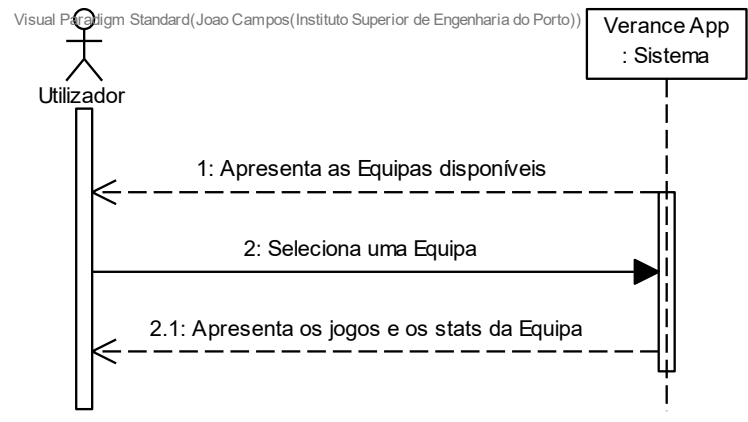 Visual Paradigm Standard(Joao Campos(Instituto Superior de Engenharia do Porto))
Verance App
: Sistema
Utilizador
1: Apresenta as Equipas disponíveis
2: Seleciona uma Equipa
2.1: Apresenta os jogos e os stats da Equipa